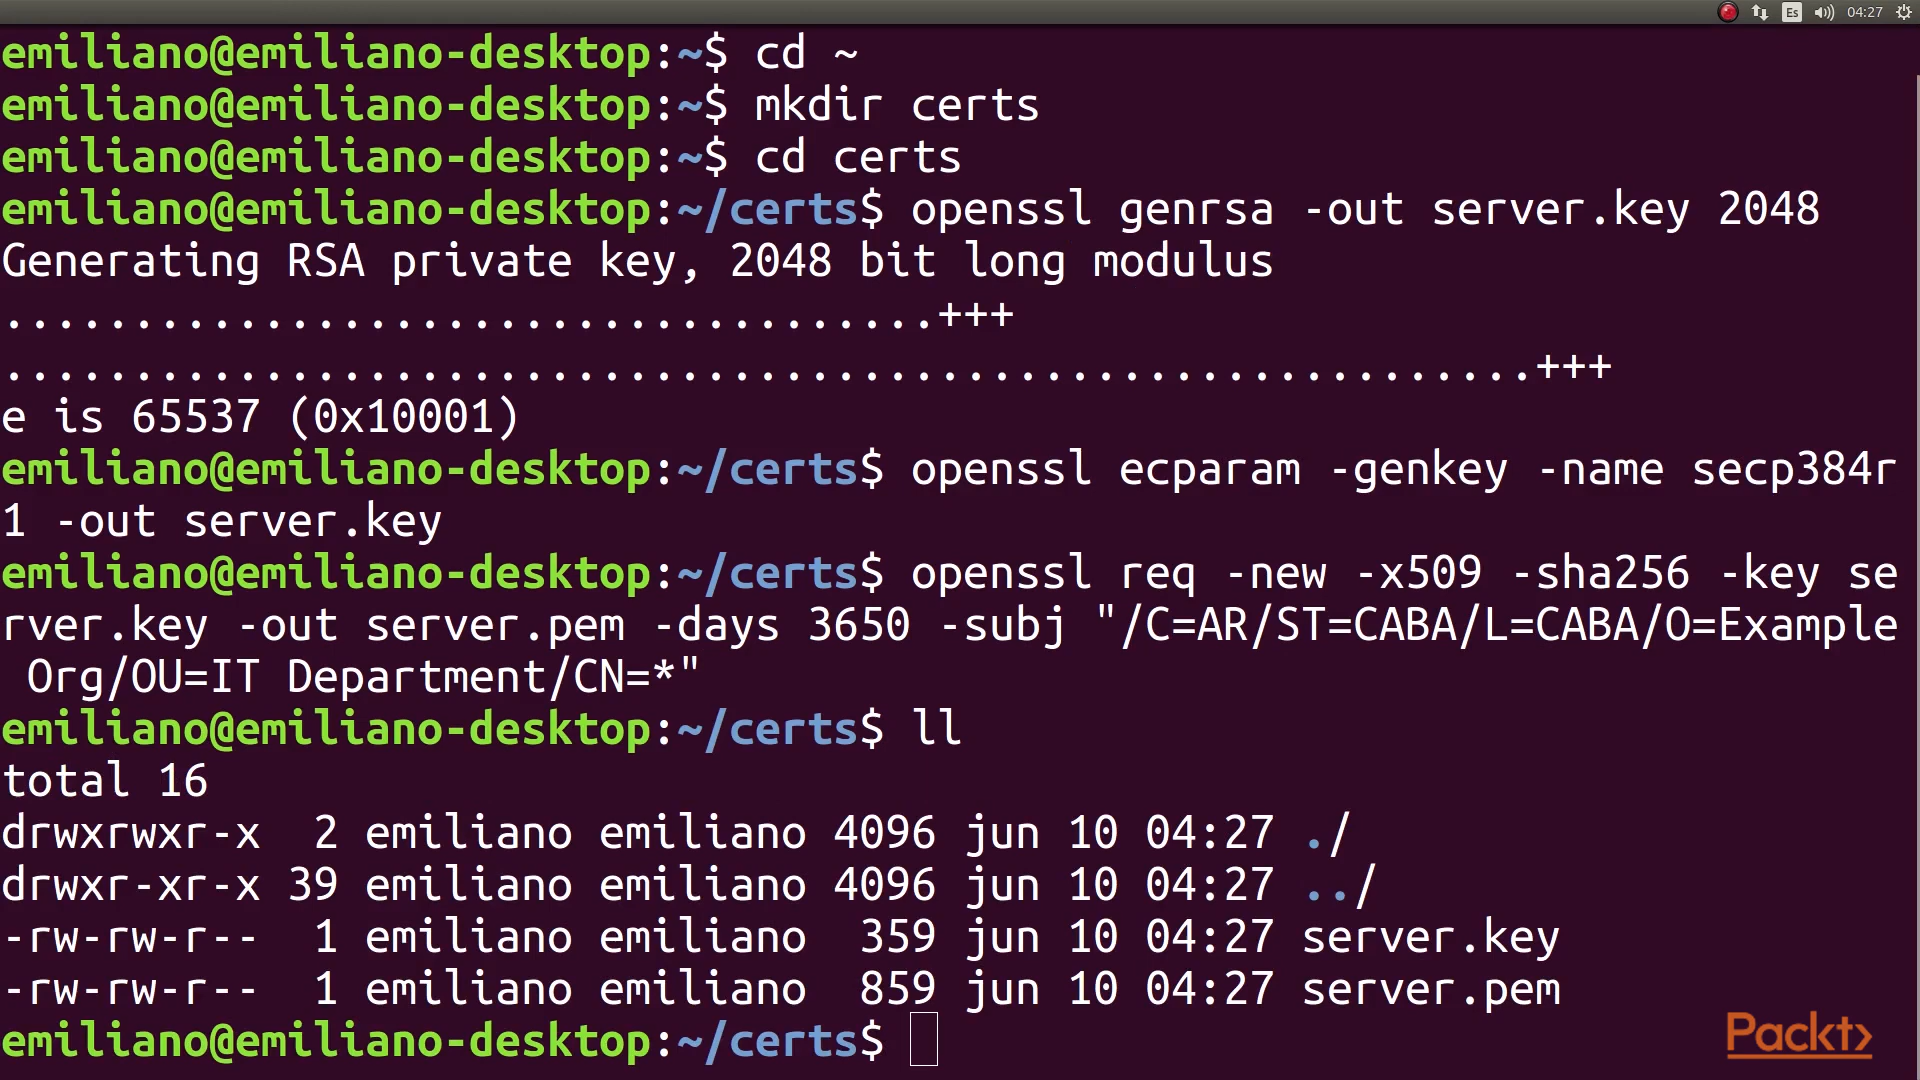 Es 04:27
emiliano@emiliano-desktop:~$ cd ~
emiliano@emiliano-desktop:~$ mkdir certs
emiliano@emiliano-desktop:~$ cd certs
emiliano@emiliano-desktop:~/certs$ openssl genrsa -out server.key 2048
Generating RSA private key, 2048 bit long modulus
....................................+++
...........................................................+++
e is 65537 (0x10001)
emiliano@emiliano-desktop:~/certs$ openssl ecparam -genkey -name secp384r
1 -out server.key
emiliano@emiliano-desktop:~/certs$ openssl req -new -x509 -sha256 -key se
rver.key -out server.pem -days 3650 -subj "/C=AR/ST=CABA/L=CABA/O=Example
 Org/OU=IT Department/CN=*"
emiliano@emiliano-desktop:~/certs$ ll
total 16
drwxrwxr-x  2 emiliano emiliano 4096 jun 10 04:27 ./
drwxr-xr-x 39 emiliano emiliano 4096 jun 10 04:27 ../
-rw-rw-r--  1 emiliano emiliano  359 jun 10 04:27 server.key
-rw-rw-r--  1 emiliano emiliano  859 jun 10 04:27 server.pem
emiliano@emiliano-desktop:~/certs$
Packt>